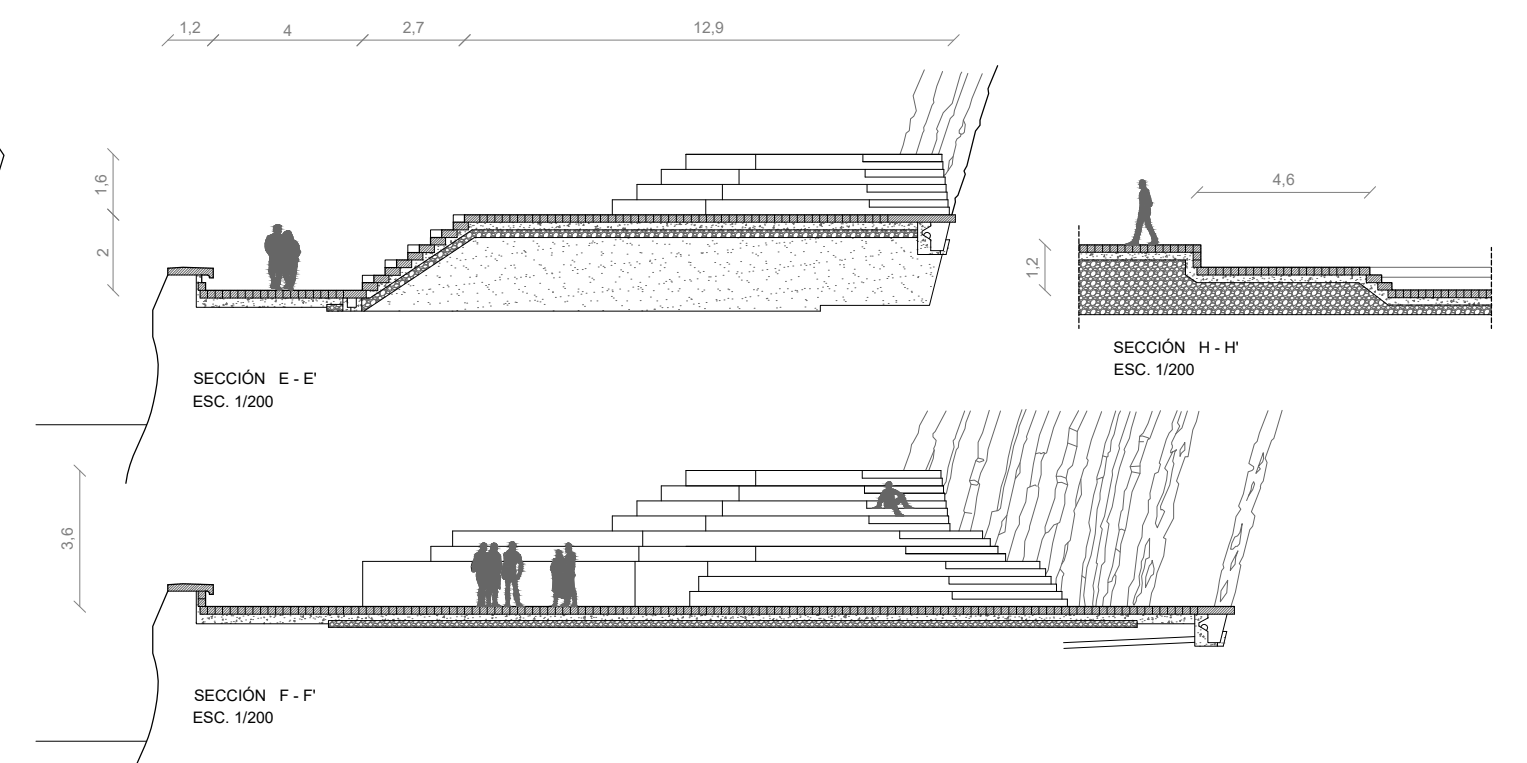 1,2
4
2,7
12,9
1,6
2
4,6
1,2
SECCIÓN H - H'
ESC. 1/200
SECCIÓN E - E'
ESC. 1/200
3,6
SECCIÓN F - F'
ESC. 1/200